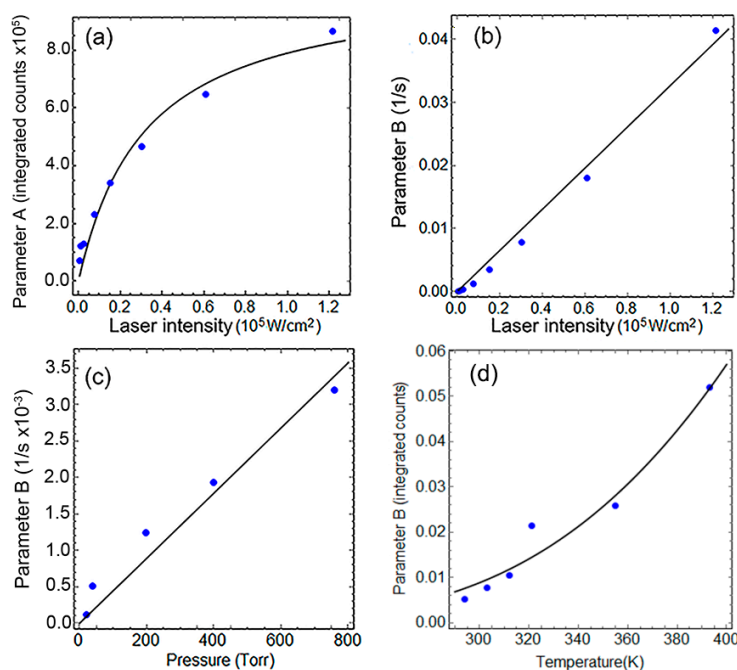 (a)
Parameter A (integrated counts x10⁵)
8.0
6.0
4.0
2.0
0.0
0.0 0.2 0.4 0.6 0.8 1.0 1.2
Laser intensity (10⁵W/cm²)
(b)
Parameter B (1/s)
0.04
0.03
0.02
0.01
0.00
0.0 0.2 0.4 0.6 0.8 1.0 1.2
Laser intensity (10⁵W/cm²)
(c)
Parameter B (1/s x10⁻³)
3.5
3.0
2.5
2.0
1.5
1.0
0.5
0.0
0 200 400 600 800
Pressure (Torr)
(d)
Parameter B (integrated counts)
0.06
0.05
0.04
0.03
0.02
0.01
0.00
300 320 340 360 380 400
Temperature(K)